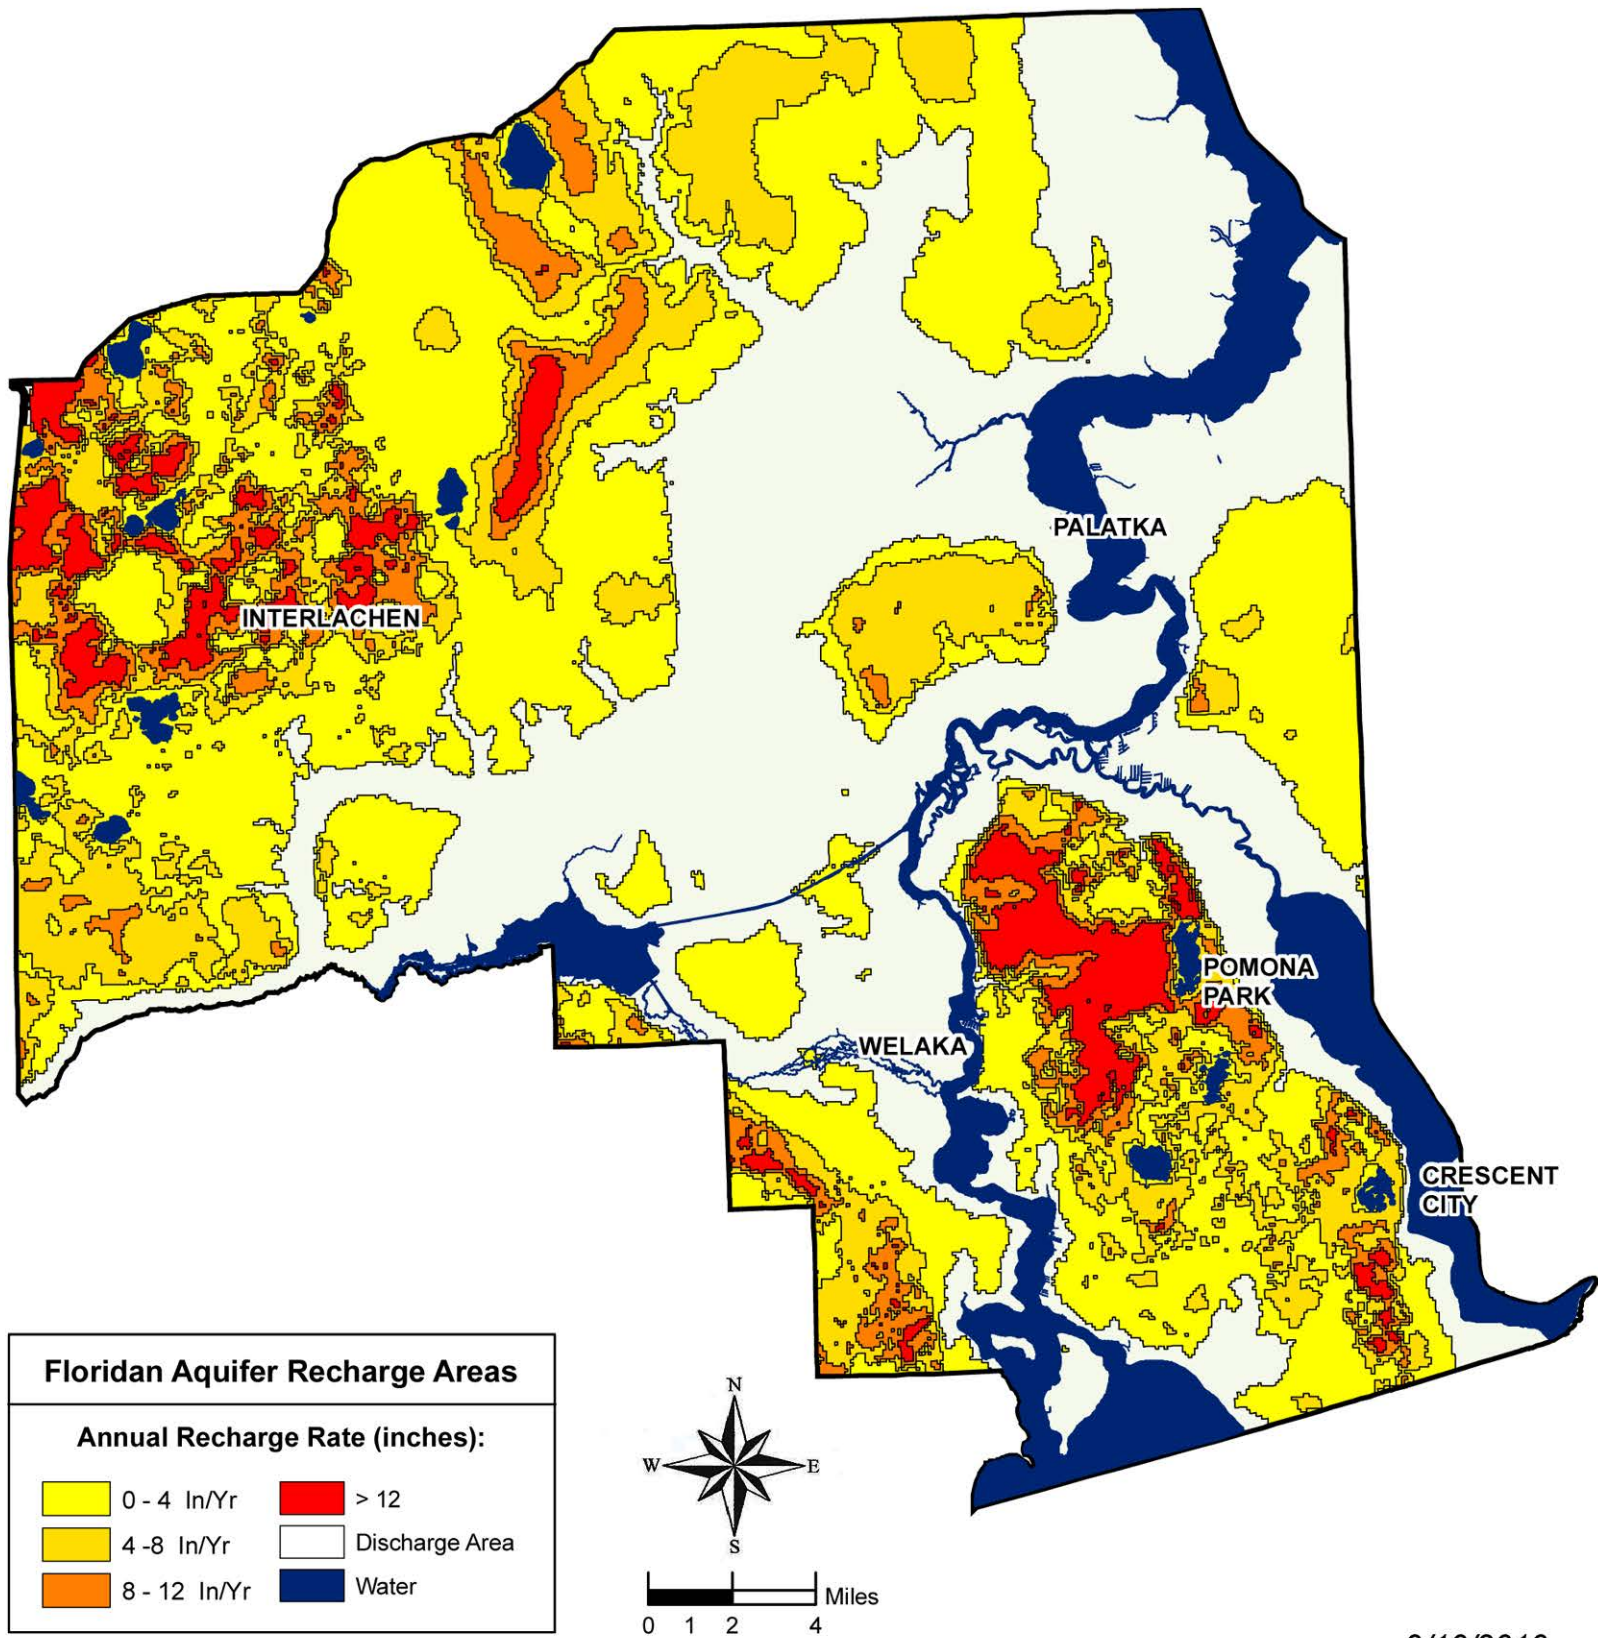 PALATKA
INTERLACHEN
POMONA
PARK
WELAKA
CRESCENT
CITY
Floridan Aquifer Recharge Areas
Annual Recharge Rate (inches):
0 - 4 In/Yr
> 12
4 -8 In/Yr
Discharge Area
8 - 12 In/Yr
Water
N
W E
S
Miles
0 1 2 4